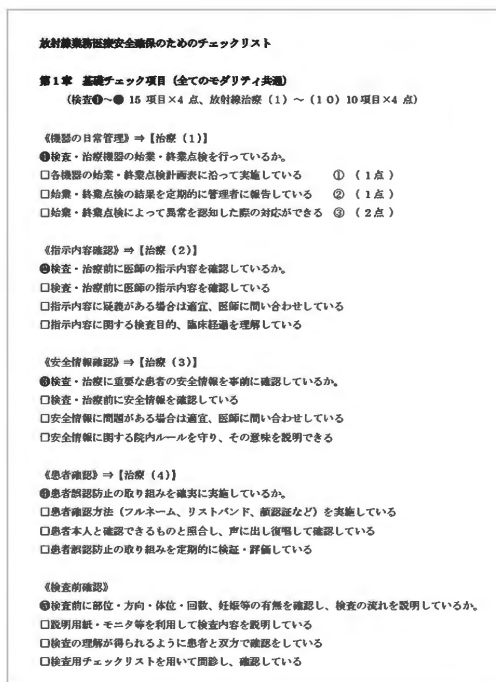 放射線業務医療安全確保のためのチェックリスト
第1章 基礎チェック項目（全てのモダリティ共通）
（検査❶～● 15 項目×4 点、放射線治療（1）～（10）10項目×4 点）
《機器の日常管理》⇒【治療（1）】
❶検査・治療機器の始業・終業点検を行っているか。
□各機器の始業・終業点検計画表に沿って実施している ①（1点）
□始業・終業点検の結果を定期的に管理者に報告している ②（1点）
□始業・終業点検によって異常を認知した際の対応ができる ③（2点）
《指示内容確認》⇒【治療（2）】
❷検査・治療前に医師の指示内容を確認しているか。
□検査・治療前に医師の指示内容を確認している
□指示内容に疑義がある場合は適宜、医師に問い合わせしている
□指示内容に関する検査目的、臨床経過を理解している
《安全情報確認》⇒【治療（3）】
❸検査・治療に重要な患者の安全情報を事前に確認しているか。
□検査・治療前に安全情報を確認している
□安全情報に問題がある場合は適宜、医師に問い合わせしている
□安全情報に関する院内ルールを守り、その意味を説明できる
《患者確認》⇒【治療（4）】
❹患者誤認防止の取り組みを確実に実施しているか。
□患者確認方法（フルネーム、リストバンド、顔認証など）を実施している
□患者本人と確認できるものと照合し、声に出し復唱して確認している
□患者誤認防止の取り組みを定期的に検証・評価している
《検査前確認》
❺検査前に部位・方向・体位・回数、妊娠等の有無を確認し、検査の流れを説明しているか。
□説明用紙・モニタ等を利用して検査内容を説明している
□検査の理解が得られるように患者と双方で確認をしている
□検査用チェックリストを用いて問診し、確認している